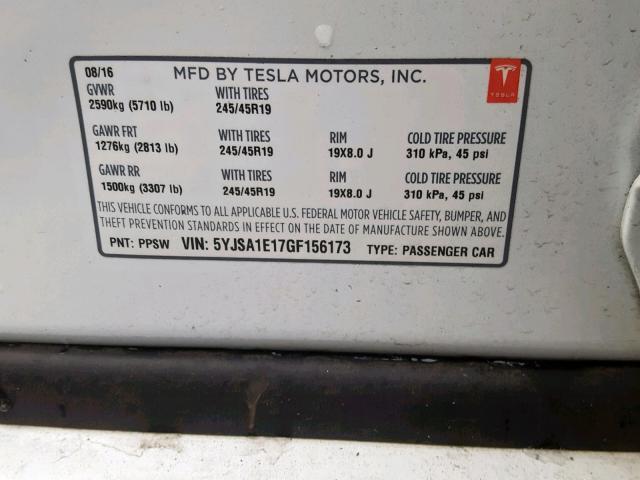 08/16 MFD BY TESLA MOTORS, INC.
TESLA
GVWR WITH TIRES
2590kg (5710 lb) 245/45R19
GAWR FRT WITH TIRES RIM COLD TIRE PRESSURE
1276kg (2813 lb) 245/45R19 19X8.0 J 310 kPa, 45 psi
GAWR RR WITH TIRES RIM COLD TIRE PRESSURE
1500kg (3307 lb) 245/45R19 19X8.0 J 310 kPa, 45 psi
THIS VEHICLE CONFORMS TO ALL APPLICABLE U.S. FEDERAL MOTOR VEHICLE SAFETY, BUMPER, AND
THEFT PREVENTION STANDARDS IN EFFECT ON THE DATE OF MANUFACTURE SHOWN ABOVE.
PNT: PPSW VIN: 5YJSA1E17GF156173 TYPE: PASSENGER CAR